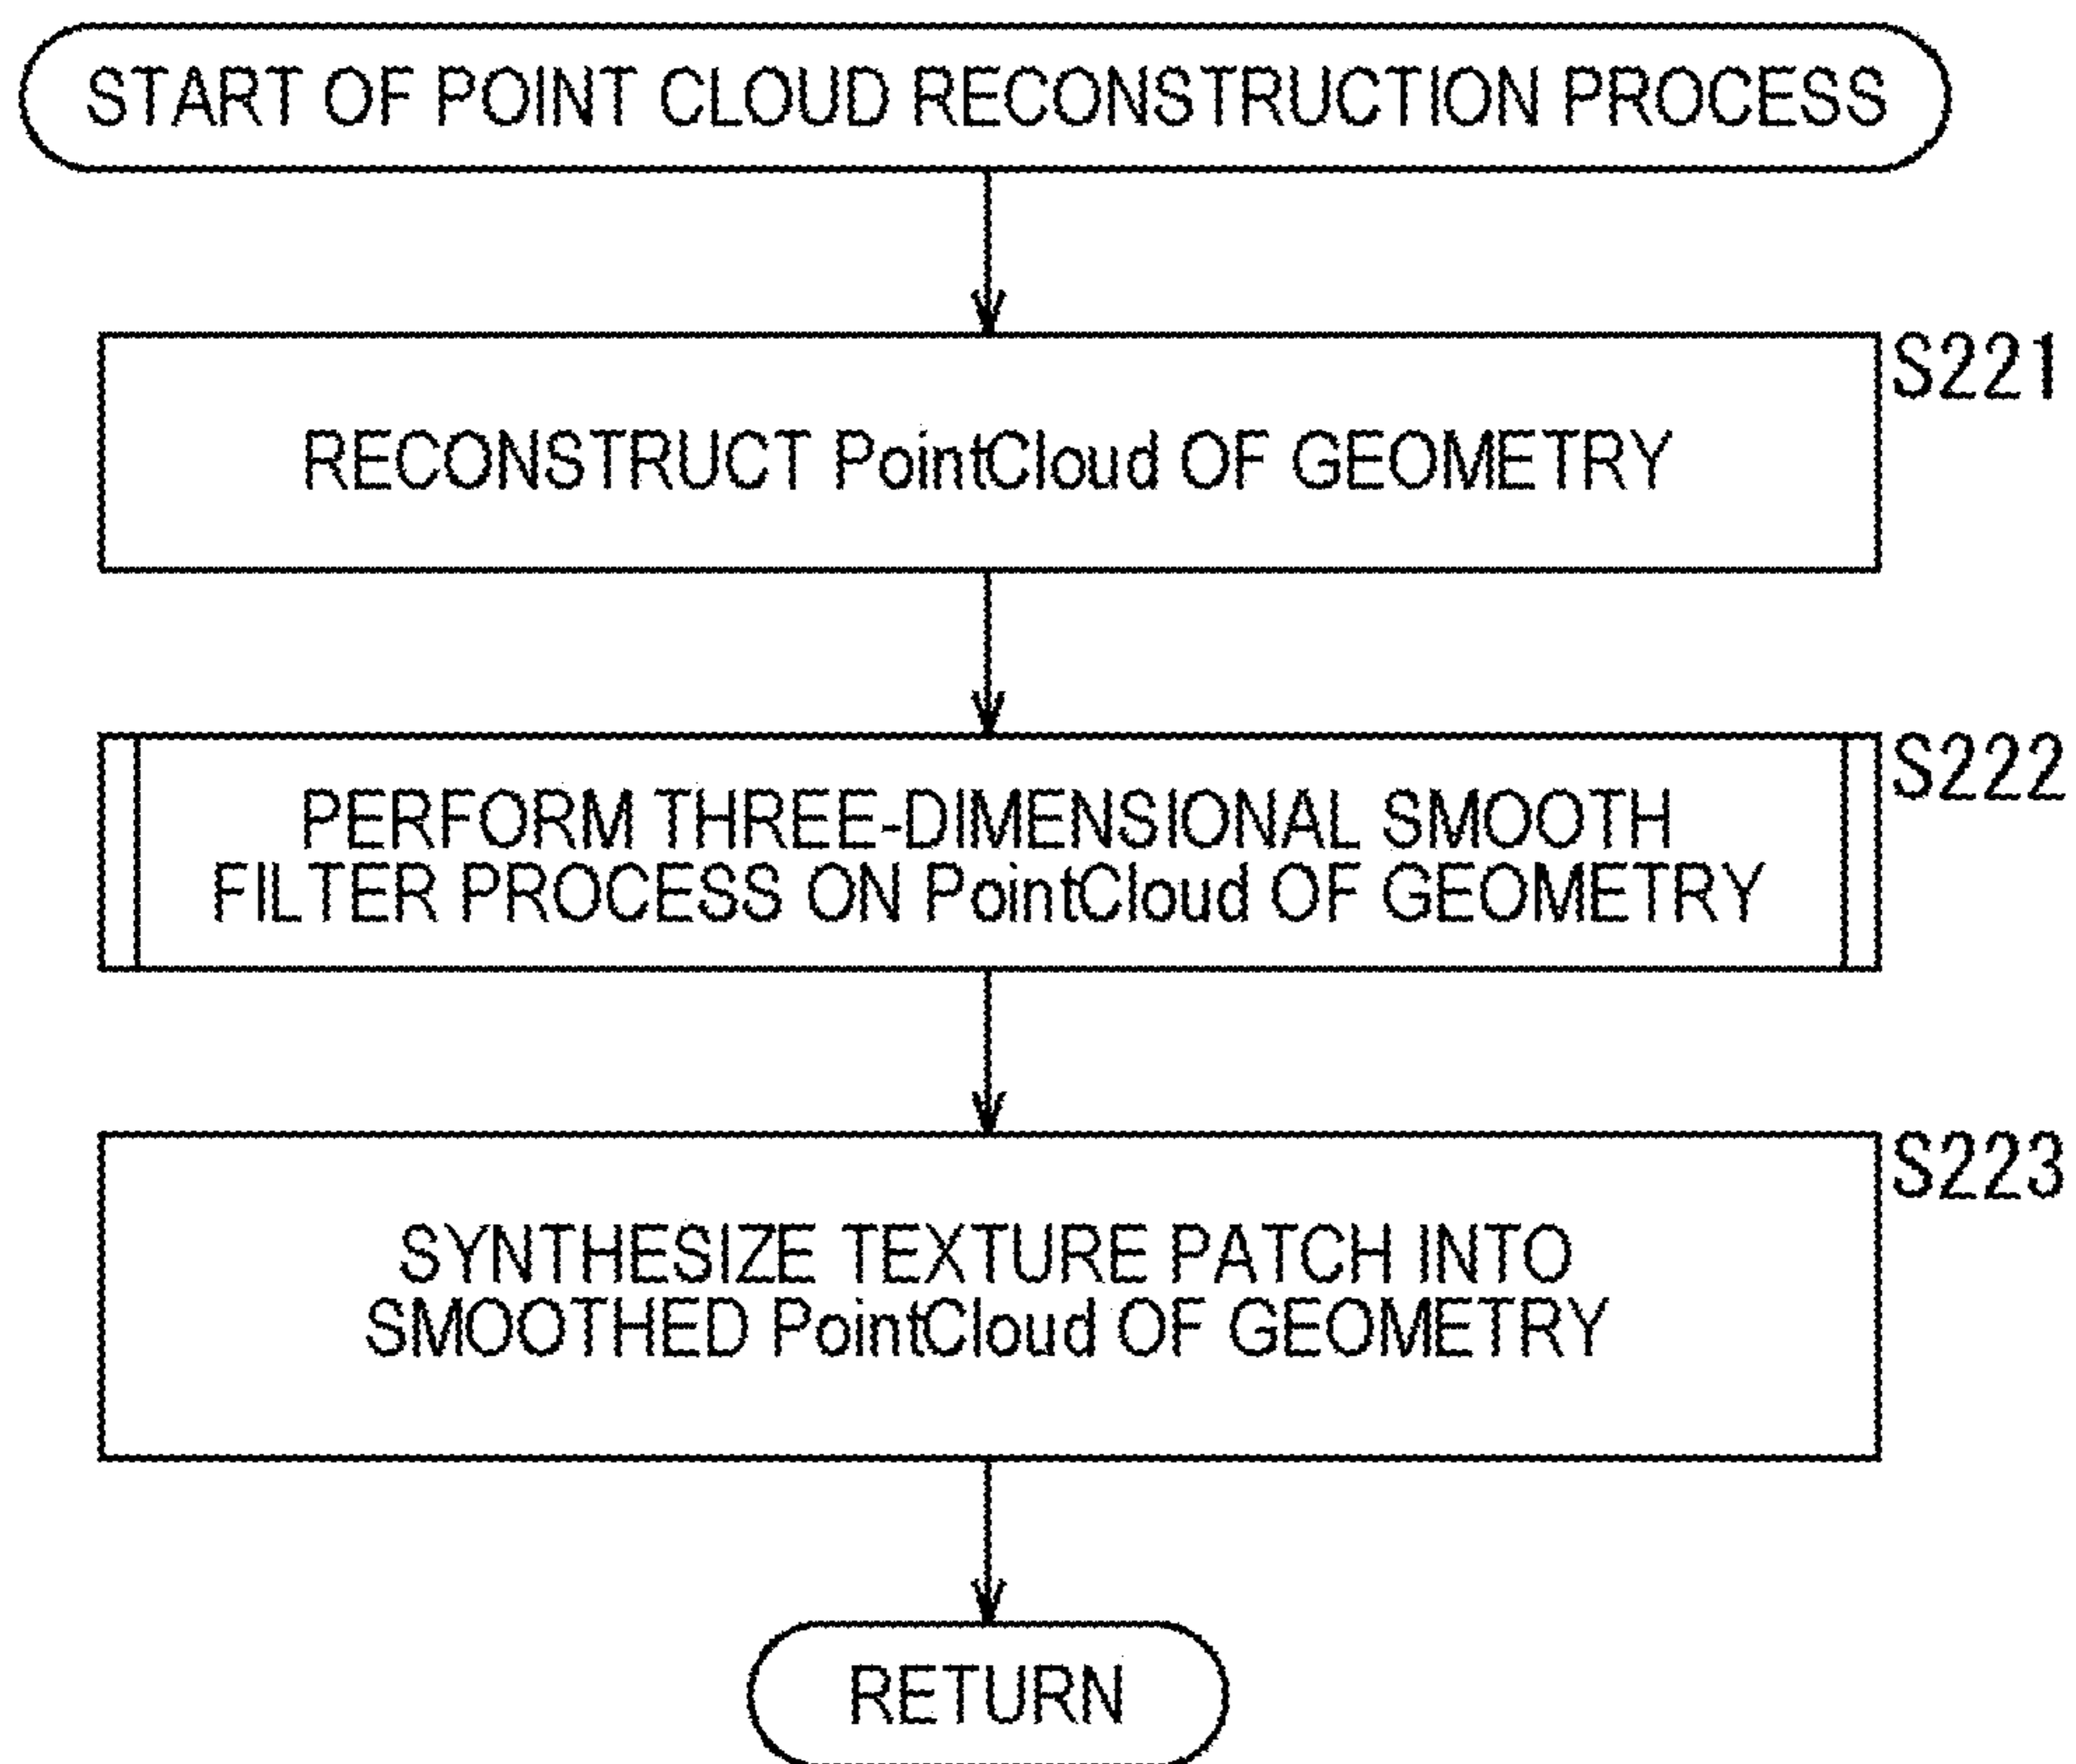 START OF POINT CLOUD RECONSTRUCTION PROCESS
S221
RECONSTRUCT PointCloud OF GEOMETRY
S222
PERFORM THREE-DIMENSIONAL SMOOTH
FILTER PROCESS ON PointCloud OF GEOMETRY
S223
SYNTHESIZE TEXTURE PATCH INTO
SMOOTHED PointCloud OF GEOMETRY
RETURN